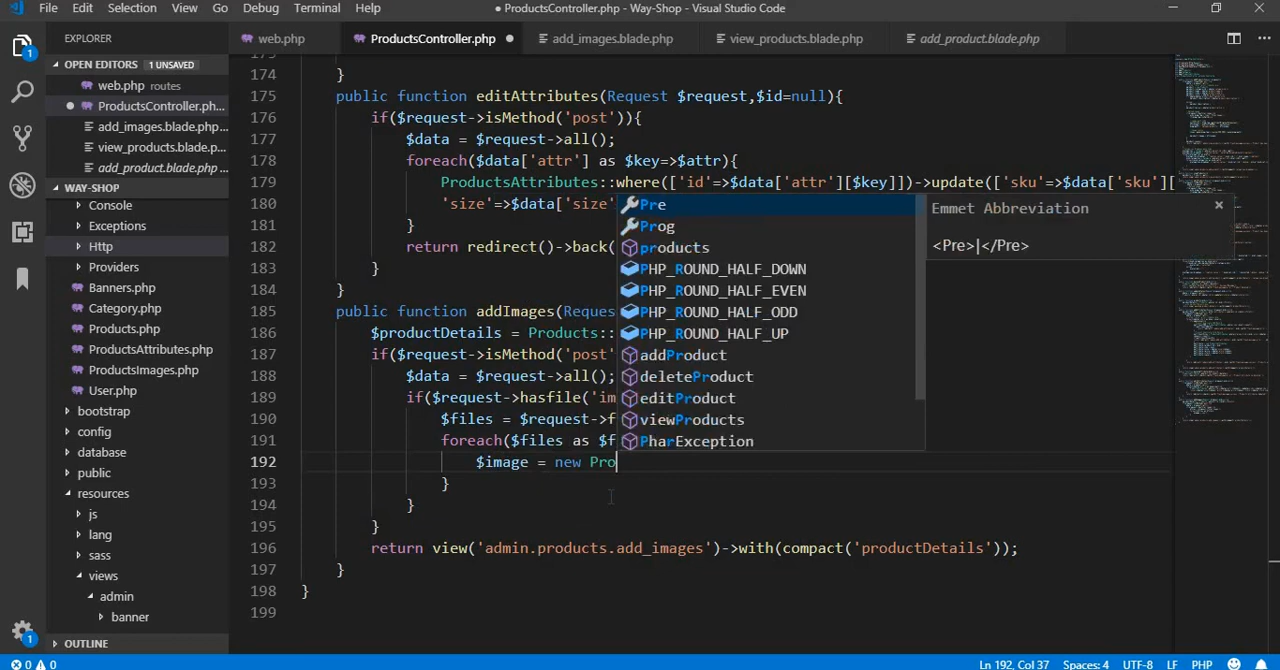 File Edit Selection View Go Debug Terminal Help ● ProductsController.php - Way-Shop - Visual Studio Code
EXPLORER
web.php ProductsController.php ● add_images.blade.php view_products.blade.php add_product.blade.php
OPEN EDITORS 1 UNSAVED
web.php routes
● ProductsController.ph...
add_images.blade.php...
view_products.blade.p...
add_product.blade.php ...
WAY-SHOP
Console
Exceptions
Http
Providers
Banners.php
Category.php
Products.php
ProductsAttributes.php
ProductsImages.php
User.php
bootstrap
config
database
public
resources
js
lang
sass
views
admin
banner
OUTLINE
174 }
175 public function editAttributes(Request $request,$id=null){
176 if($request->isMethod('post')){
177 $data = $request->all();
178 foreach($data['attr'] as $key=>$attr){
179 ProductsAttributes::where(['id'=>$data['attr'][$key]])->update(['sku'=>$data['sku'][
180 'size'=>$data['size'
181 }
182 return redirect()->back(
183 }
184 }
185 public function addImages(Reques
186 $productDetails = Products::
187 if($request->isMethod('post'
188 $data = $request->all();
189 if($request->hasfile('im
190 $files = $request->f
191 foreach($files as $f
192 $image = new Pro
193 }
194 }
195 }
196 return view('admin.products.add_images')->with(compact('productDetails'));
197 }
198 }
199
Pre
Prog
products
PHP_ROUND_HALF_DOWN
PHP_ROUND_HALF_EVEN
PHP_ROUND_HALF_ODD
PHP_ROUND_HALF_UP
addProduct
deleteProduct
editProduct
viewProducts
PharException
Emmet Abbreviation
<Pre>|</Pre>
1
1
0 0 Ln 192, Col 37 Spaces: 4 UTF-8 LF PHP